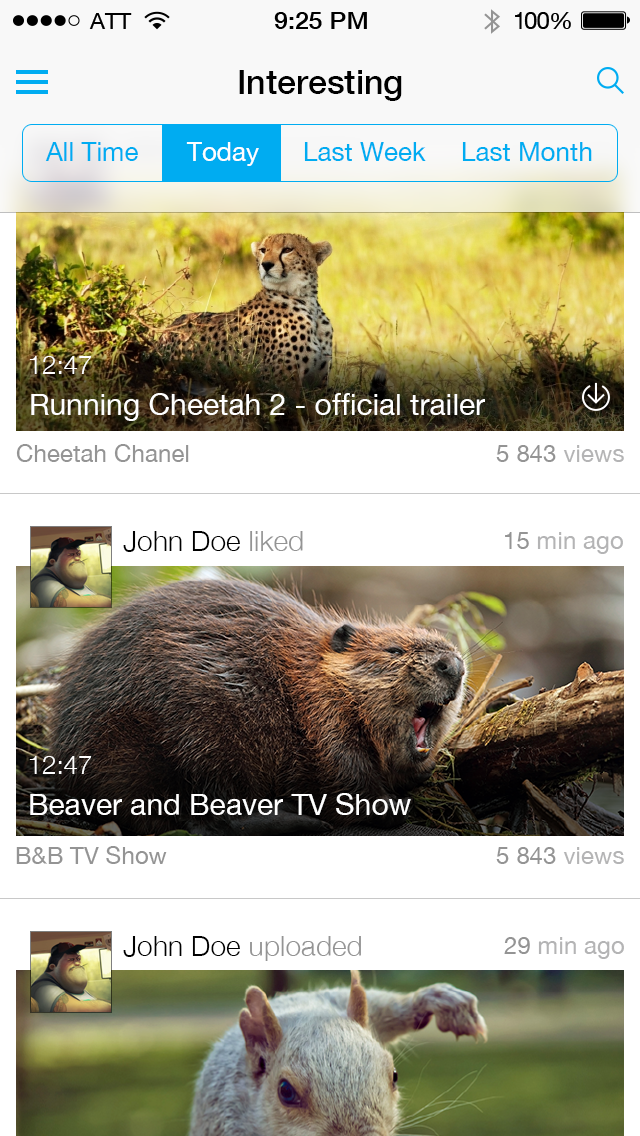 ATT 9:25 PM 100%
Interesting
All Time Today Last Week Last Month
12:47
Running Cheetah 2 - official trailer
Cheetah Chanel 5 843 views
John Doe liked 15 min ago
12:47
Beaver and Beaver TV Show
B&B TV Show 5 843 views
John Doe uploaded 29 min ago